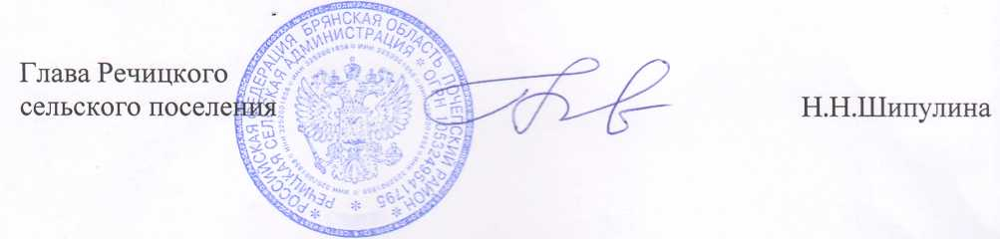 Глава Речицкого
сельского поселения
Н.Н.Шипулина
РОССИЙСКАЯ ФЕДЕРАЦИЯ БРЯНСКАЯ ОБЛАСТЬ ПОЧЕПСКИЙ РАЙОН
РЕЧИЦКАЯ СЕЛЬСКАЯ АДМИНИСТРАЦИЯ * ОГРН 1053249541795 *